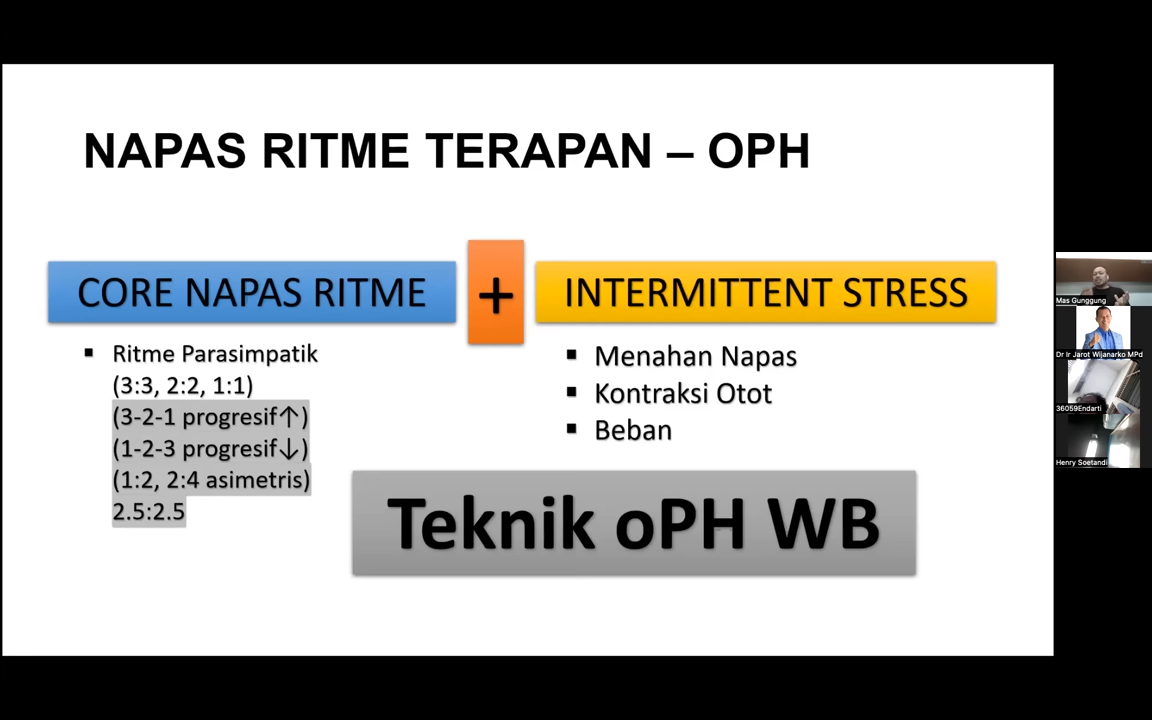 NAPAS RITME TERAPAN – OPH
CORE NAPAS RITME
+
INTERMITTENT STRESS
▪ Ritme Parasimpatik
(3:3, 2:2, 1:1)
(3-2-1 progresif↑)
(1-2-3 progresif↓)
(1:2, 2:4 asimetris)
2.5:2.5
▪ Menahan Napas
▪ Kontraksi Otot
▪ Beban
Teknik oPH WB
Mas Gunggung
Dr Ir Jarot Wijanarko MPd
36059Endarti
Henry Soetandi